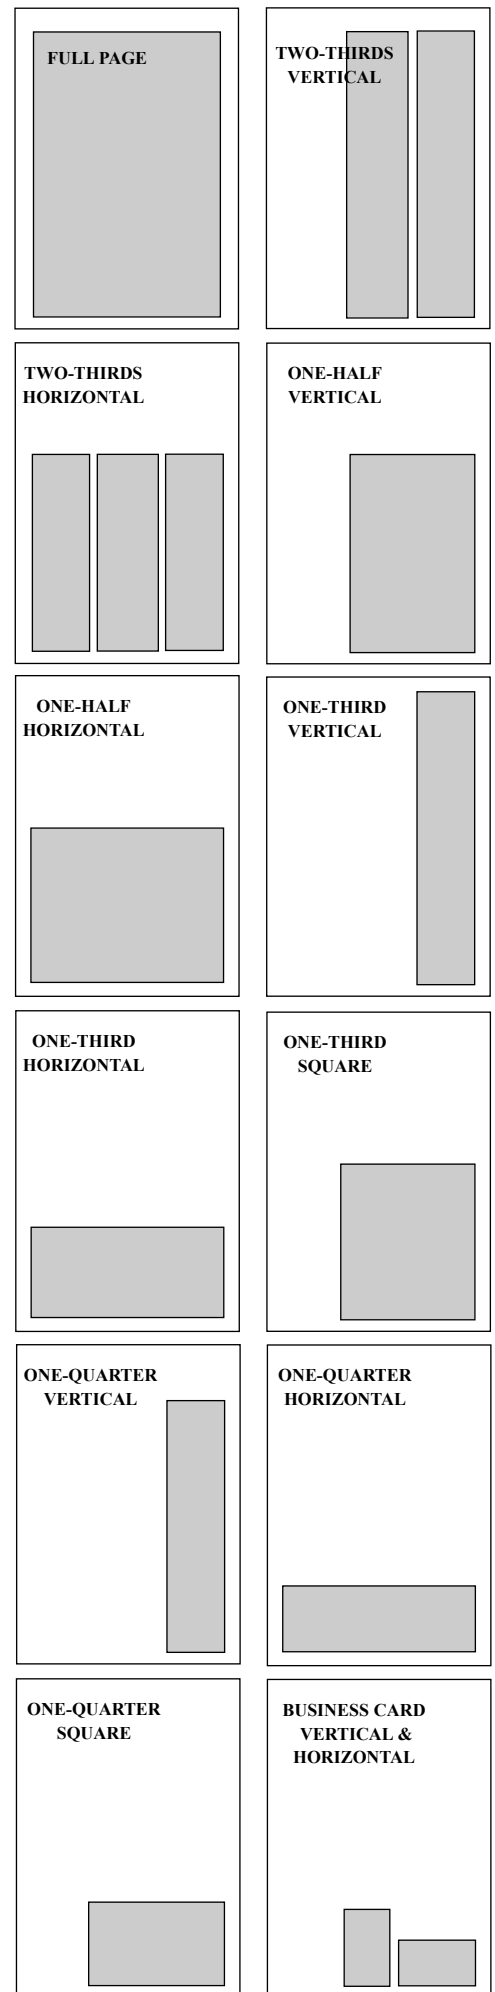 FULL PAGE
TWO-THIRDS
VERTICAL
TWO-THIRDS
HORIZONTAL
ONE-HALF
VERTICAL
ONE-HALF
HORIZONTAL
ONE-THIRD
VERTICAL
ONE-THIRD
HORIZONTAL
ONE-THIRD
SQUARE
ONE-QUARTER
VERTICAL
ONE-QUARTER
HORIZONTAL
ONE-QUARTER
SQUARE
BUSINESS CARD
VERTICAL &
HORIZONTAL